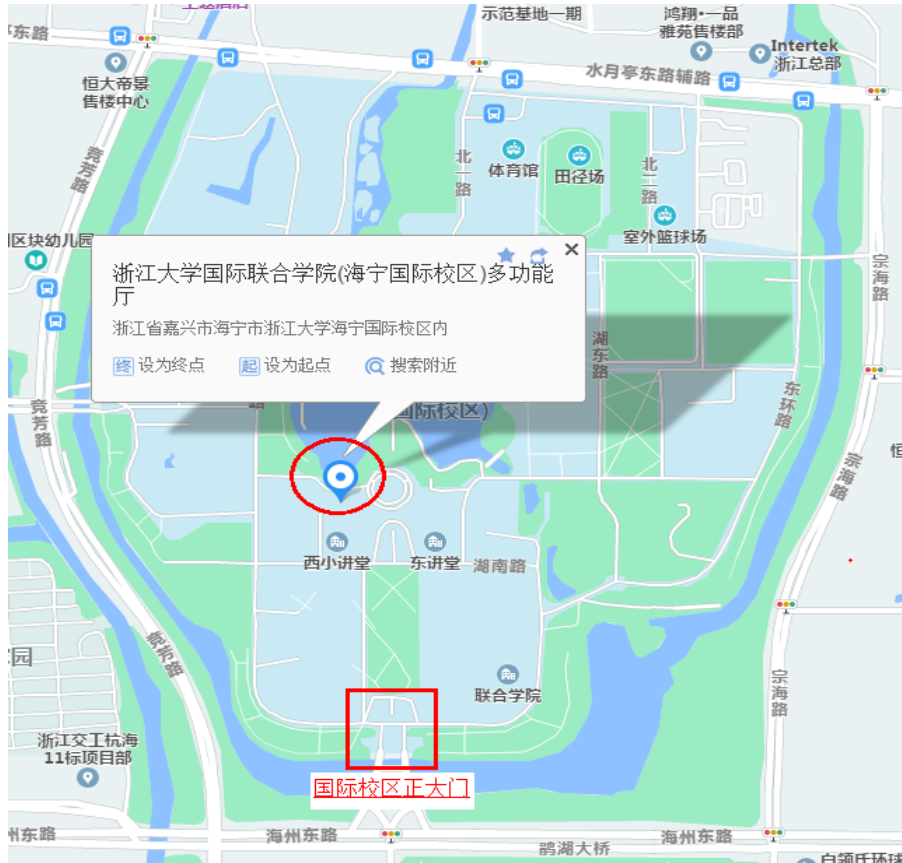 主题酒店
示范基地一期
鸿翔·一品
雅苑售楼部
Intertek
浙江总部
东路
恒大帝景
售楼中心
水月亭东路辅路
竞芳路
北一路
体育馆
田径场
北二路
室外篮球场
区块幼儿园
宗海路
浙江大学国际联合学院(海宁国际校区)多功能
厅
浙江省嘉兴市海宁市浙江大学海宁国际校区内
终 设为终点
起 设为起点
搜索附近
湖东路
东环路
竞芳路
路
国际校区)
宗海路
西小讲堂
东讲堂
湖南路
竞芳路
园
联合学院
宗海路
浙江交工杭海
11标项目部
国际校区正大门
州东路
海州东路
鹃湖大桥
海州东路
白领氏环球